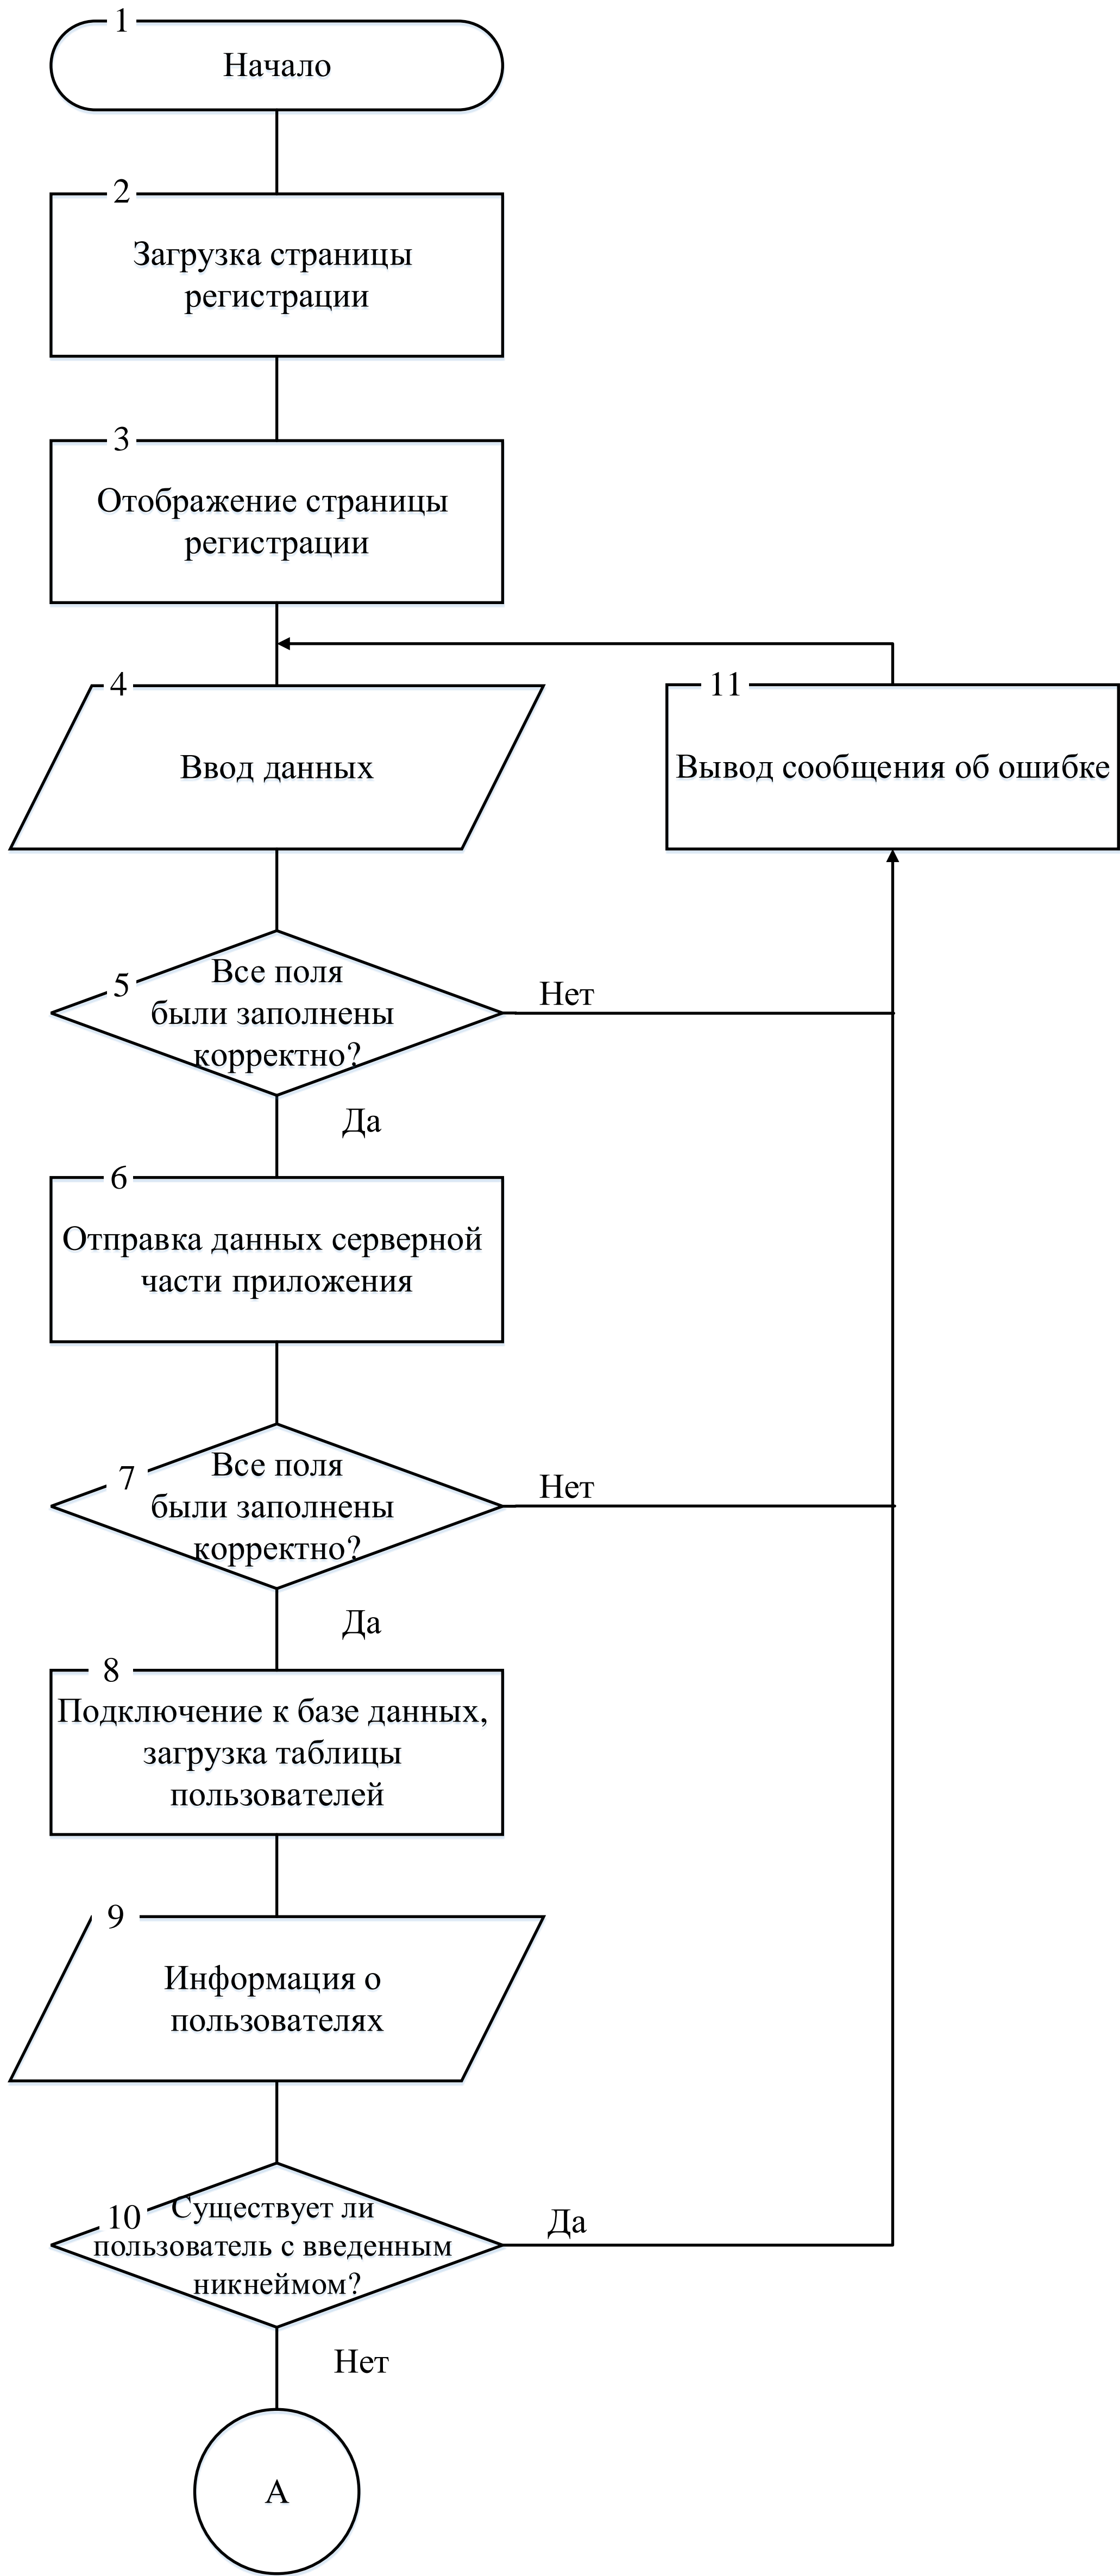 1
Начало
2
Загрузка страницы
регистрации
3
Отображение страницы
регистрации
4
Ввод данных
11
Вывод сообщения об ошибке
5
Все поля
были заполнены
корректно?
Нет
Да
6
Отправка данных серверной
части приложения
7
Все поля
были заполнены
корректно?
Нет
Да
8
Подключение к базе данных,
загрузка таблицы
пользователей
9
Информация о
пользователях
10
Существует ли
пользователь с введенным
никнеймом?
Да
Нет
А